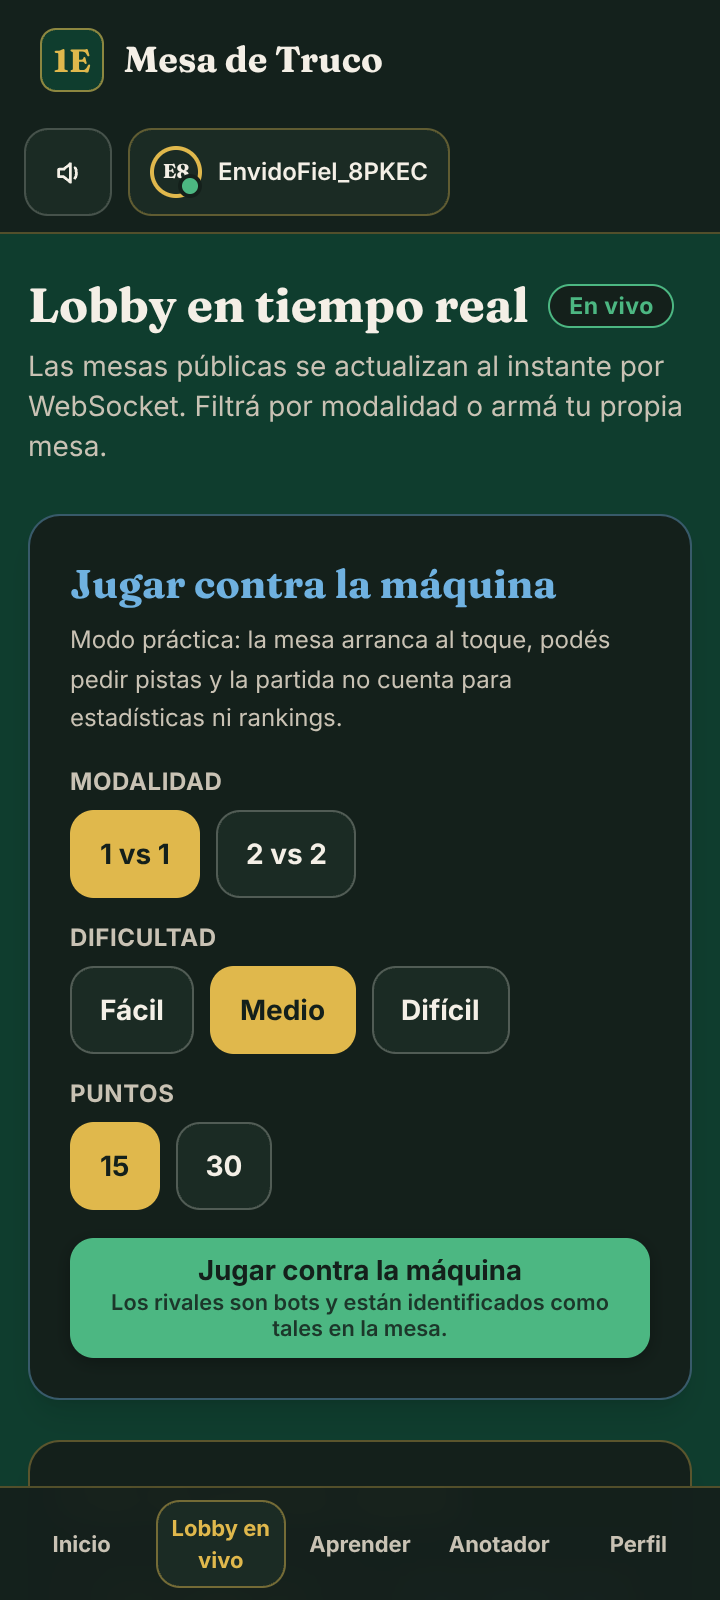 1E Mesa de Truco
E8 EnvidoFiel_8PKEC
Lobby en tiempo real En vivo
Las mesas públicas se actualizan al instante por
WebSocket. Filtrá por modalidad o armá tu propia
mesa.
Jugar contra la máquina
Modo práctica: la mesa arranca al toque, podés
pedir pistas y la partida no cuenta para
estadísticas ni rankings.
MODALIDAD
1 vs 1 2 vs 2
DIFICULTAD
Fácil Medio Difícil
PUNTOS
15 30
Jugar contra la máquina
Los rivales son bots y están identificados como
tales en la mesa.
Inicio Lobby en vivo Aprender Anotador Perfil